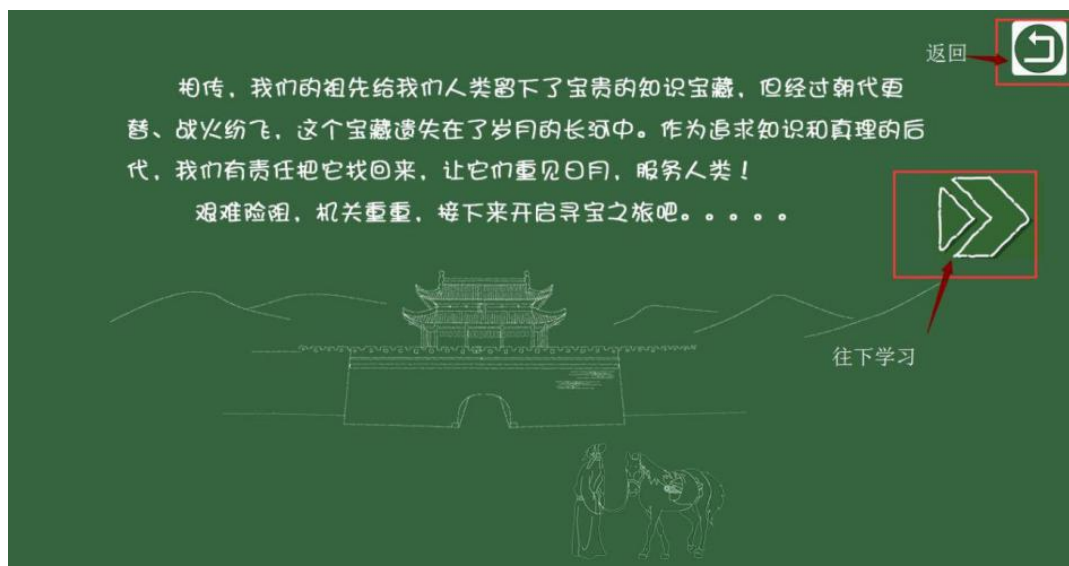 返回
相传，我们的祖先给我们人类留下了宝贵的知识宝藏，但经过朝代更
替、战火纷飞，这个宝藏遗失在了岁月的长河中。作为追求知识和真理的后
代，我们有责任把它找回来，让它们重见日月，服务人类！
艰难险阻，机关重重，接下来开启寻宝之旅吧。。。。。
往下学习